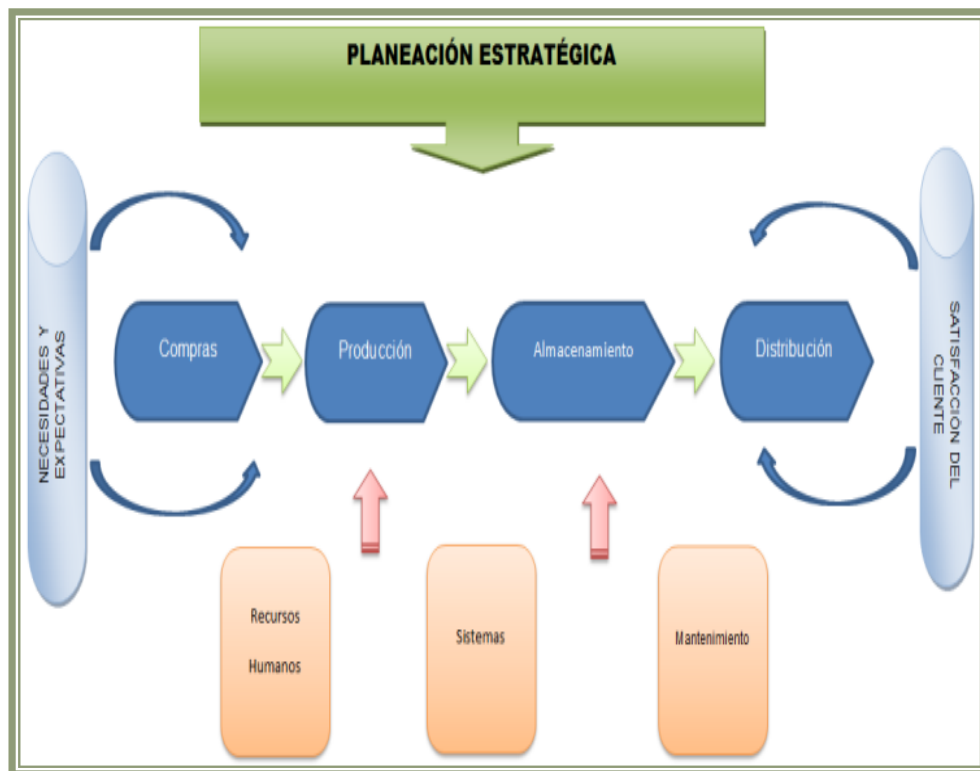 PLANEACIÓN ESTRATÉGICA
NECESIDADES Y
EXPECTATIVAS
Compras
Producción
Almacenamiento
Distribución
SATISFACCIÓN DEL
CLIENTE
Recursos
Humanos
Sistemas
Mantenimiento